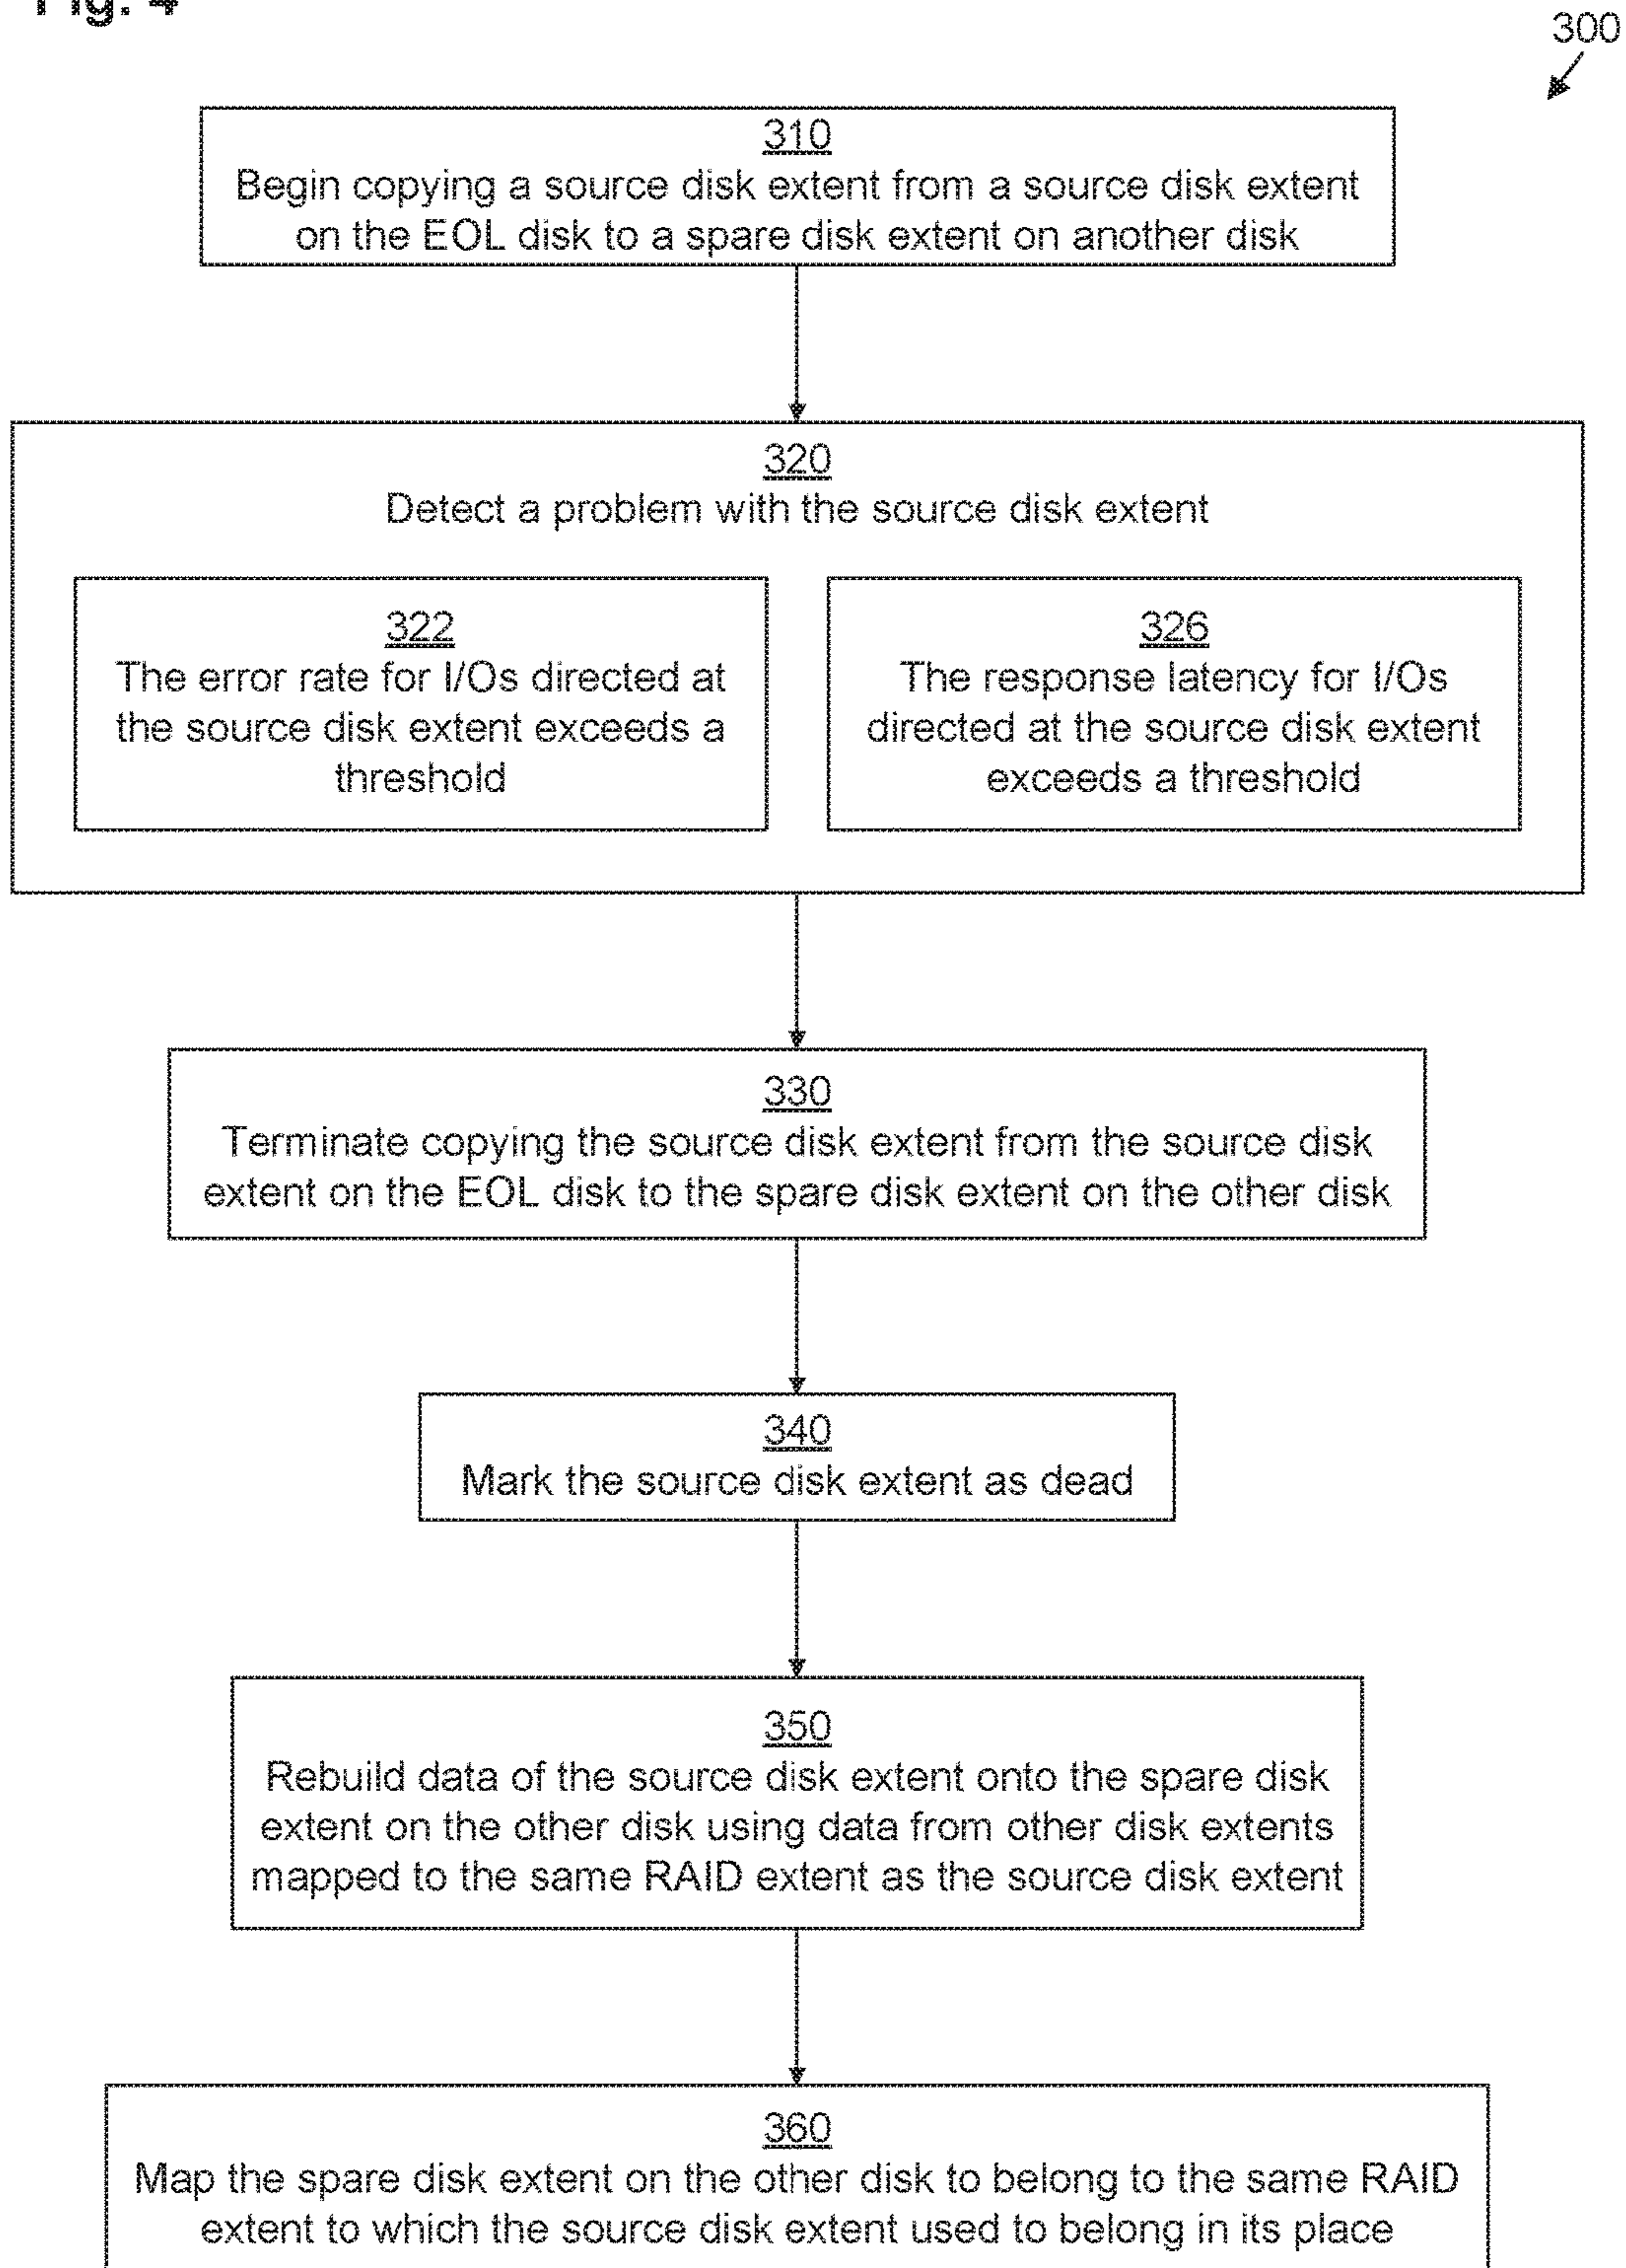 Fig. 4
300
310
Begin copying a source disk extent from a source disk extent
on the EOL disk to a spare disk extent on another disk
320
Detect a problem with the source disk extent
322
The error rate for I/Os directed at
the source disk extent exceeds a
threshold
326
The response latency for I/Os
directed at the source disk extent
exceeds a threshold
330
Terminate copying the source disk extent from the source disk
extent on the EOL disk to the spare disk extent on the other disk
340
Mark the source disk extent as dead
350
Rebuild data of the source disk extent onto the spare disk
extent on the other disk using data from other disk extents
mapped to the same RAID extent as the source disk extent
360
Map the spare disk extent on the other disk to belong to the same RAID
extent to which the source disk extent used to belong in its place